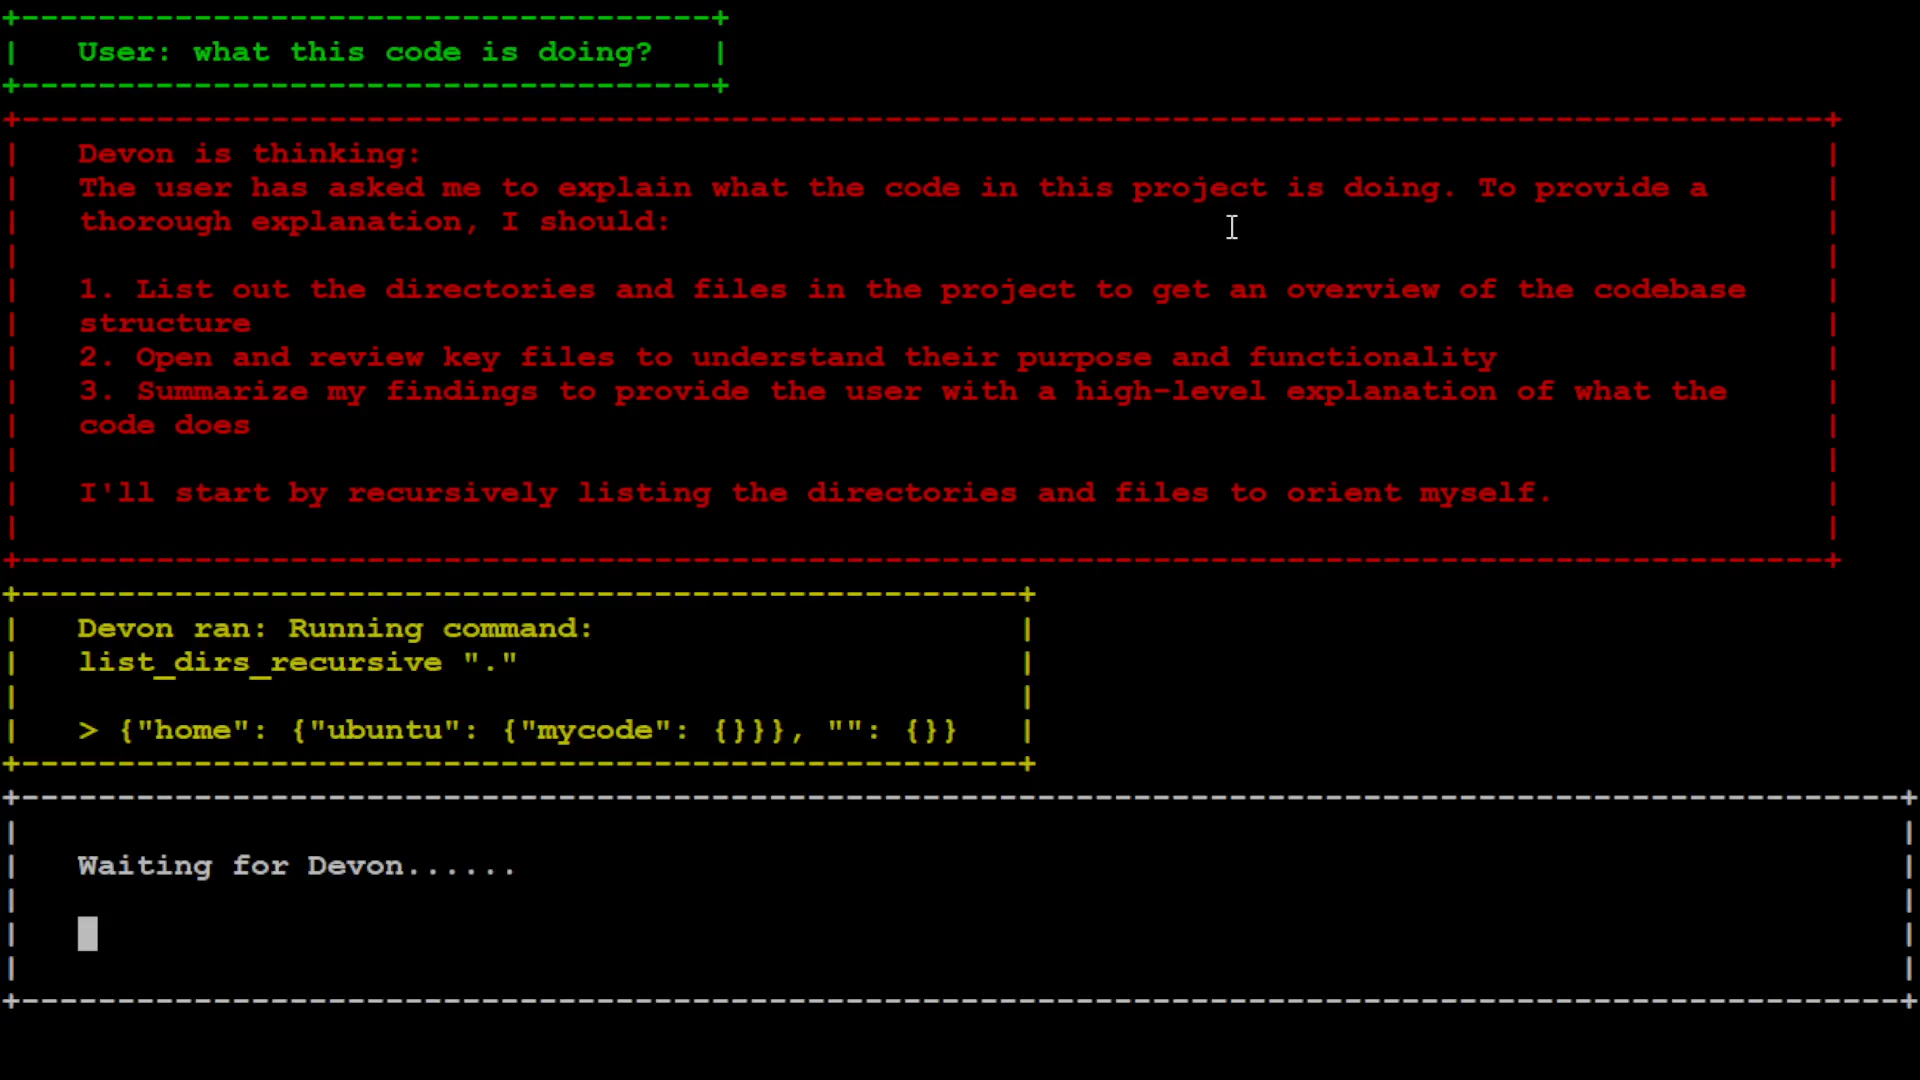 User: what this code is doing?
Devon is thinking:
The user has asked me to explain what the code in this project is doing. To provide a
thorough explanation, I should:
1. List out the directories and files in the project to get an overview of the codebase
structure
2. Open and review key files to understand their purpose and functionality
3. Summarize my findings to provide the user with a high-level explanation of what the
code does
I'll start by recursively listing the directories and files to orient myself.
Devon ran: Running command:
list_dirs_recursive "."
> {"home": {"ubuntu": {"mycode": {}}}, "": {}}
Waiting for Devon......